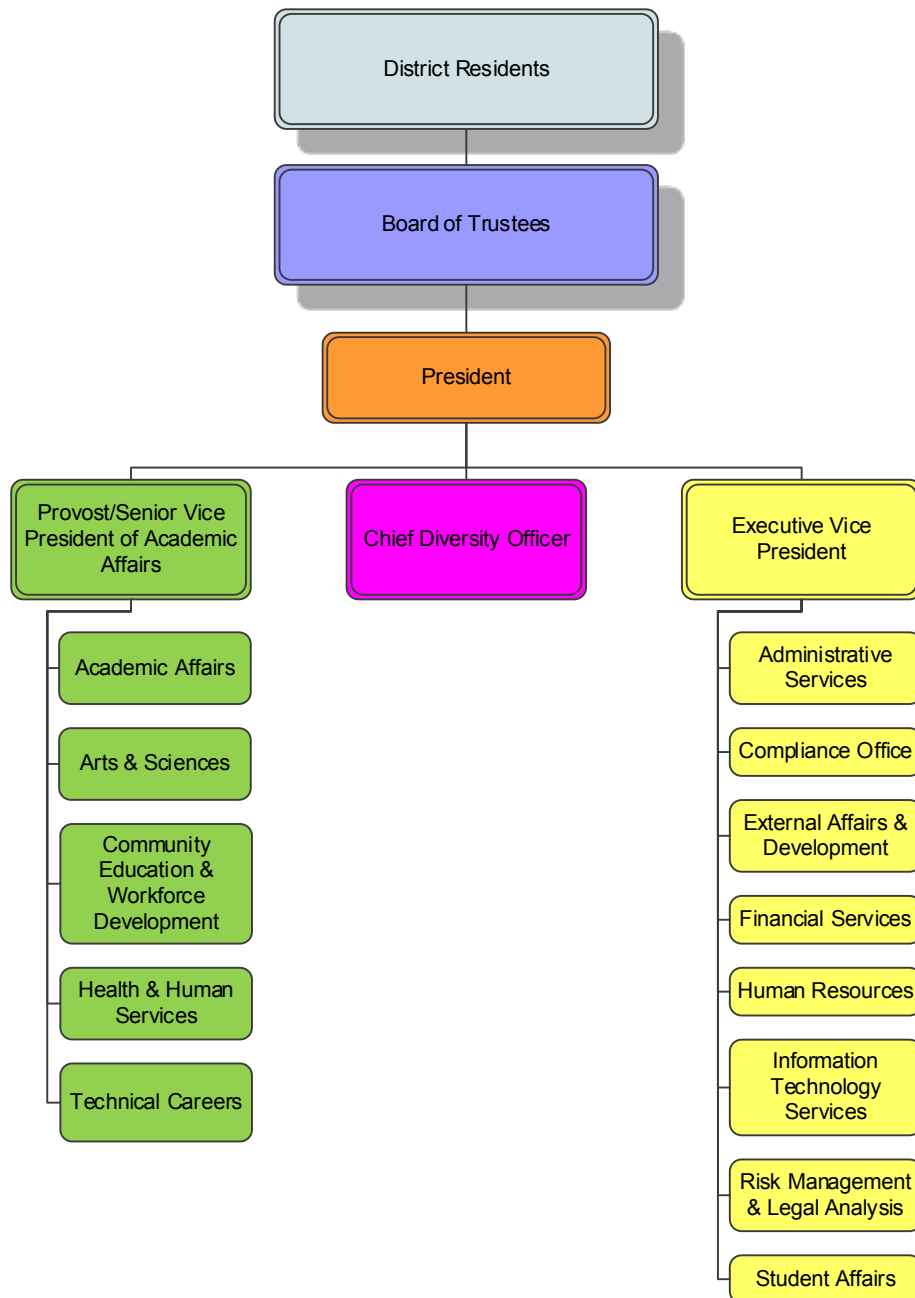 District Residents
Board of Trustees
President
Provost/Senior Vice
President of Academic
Affairs
Chief Diversity Officer
Executive Vice
President
Academic Affairs
Arts & Sciences
Community
Education &
Workforce
Development
Health & Human
Services
Technical Careers
Administrative
Services
Compliance Office
External Affairs &
Development
Financial Services
Human Resources
Information
Technology
Services
Risk Management
& Legal Analysis
Student Affairs